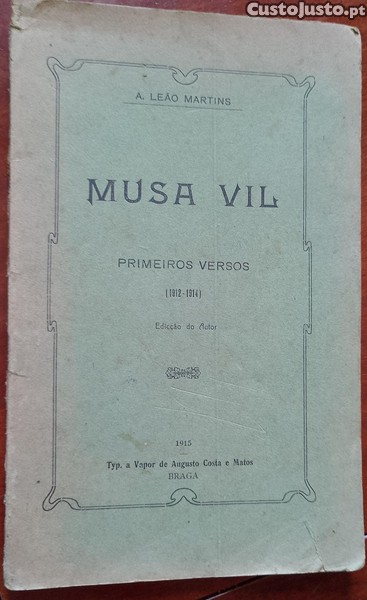 CustoJusto.pt
A. LEÃO MARTINS
MUSA VIL
PRIMEIROS VERSOS
(1912-1914)
Edicção do Autor
1915
Typ. a Vapor de Augusto Costa e Matos
BRAGA